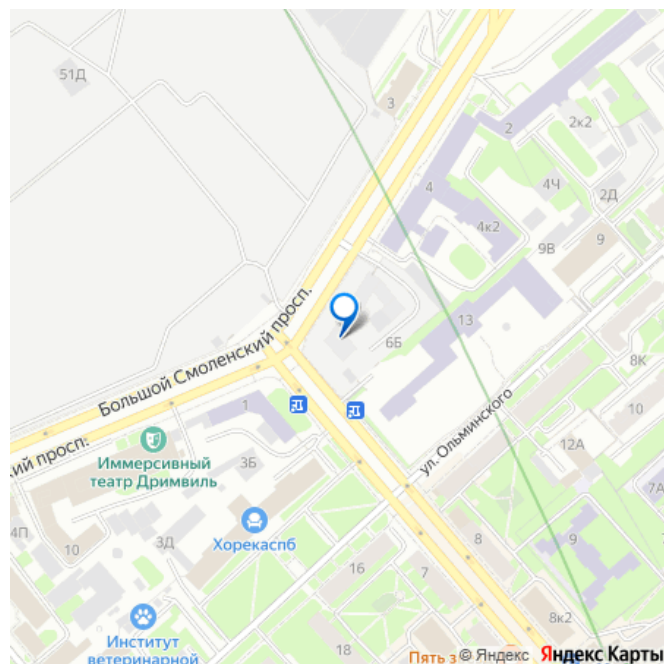 51Д
3
2
2к2
4
4Ч
2Д
4к2
9В
9
13
6Б
8К
Большой Смоленский просп.
1
ул. Ольминского
10
кий просп.
Иммерсивный
театр Дримвиль
3Б
12А
7А
4П
10
3Д
Хорекаспб
8
9
16
7
8к2
Институт
ветеринарной
18
Пять з
© Яндекс Яндекс Карты